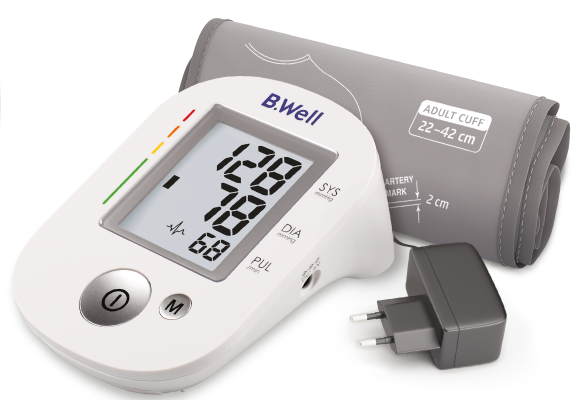 B.Well
128
78
68
SYS
mmHg
DIA
mmHg
PUL
/min
M
ADULT CUFF
22–42 cm
ARTERY
MARK
2 cm